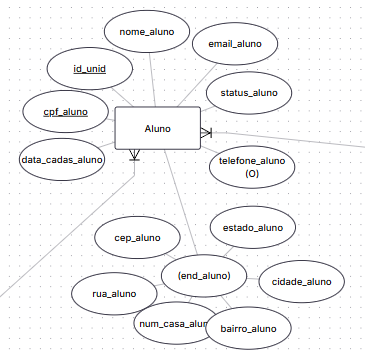 nome_aluno
email_aluno
id_unid
status_aluno
cpf_aluno
Aluno
data_cadas_aluno
telefone_aluno
(O)
estado_aluno
cep_aluno
(end_aluno)
cidade_aluno
rua_aluno
num_casa_alun
bairro_aluno